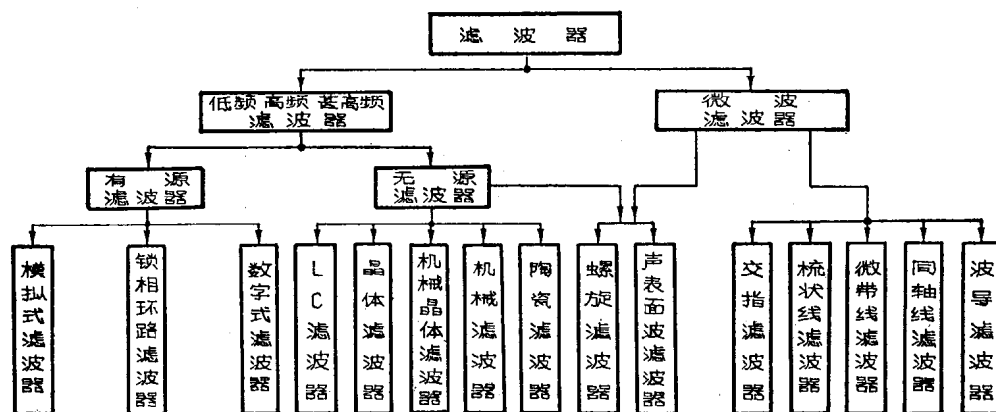 滤波器
低频高频甚高频
滤波器
微波
滤波器
有源
滤波器
无源
滤波器
模拟式滤波器
锁相环路滤波器
数字式滤波器
LC滤波器
晶体滤波器
机械晶体滤波器
机械滤波器
陶瓷滤波器
螺旋滤波器
声表面波滤波器
交指滤波器
梳状线滤波器
微带线滤波器
同轴线滤波器
波导滤波器